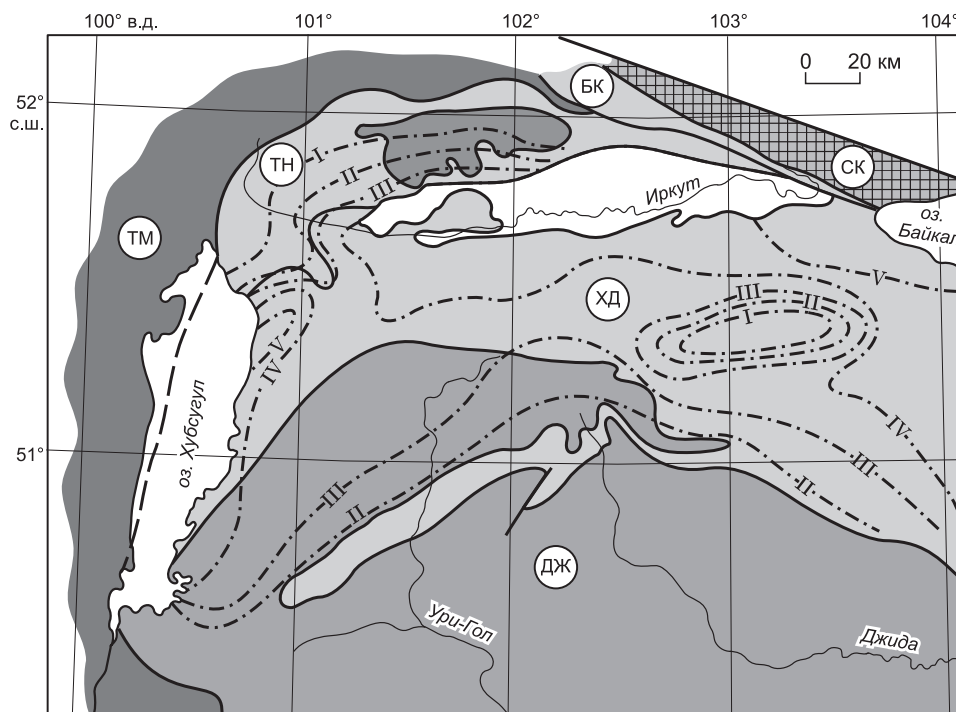 100° в.д.
101°
102°
103°
104°
0 20 км
52°
с.ш.
БК
СК
ТН
I
II
III
ТМ
Иркут
оз.
Байкал
V
ХД
III
II
I
V
IV
оз. Хубсугул
IV
51°
III
II
III
II
ДЖ
Ури-Гол
Джида